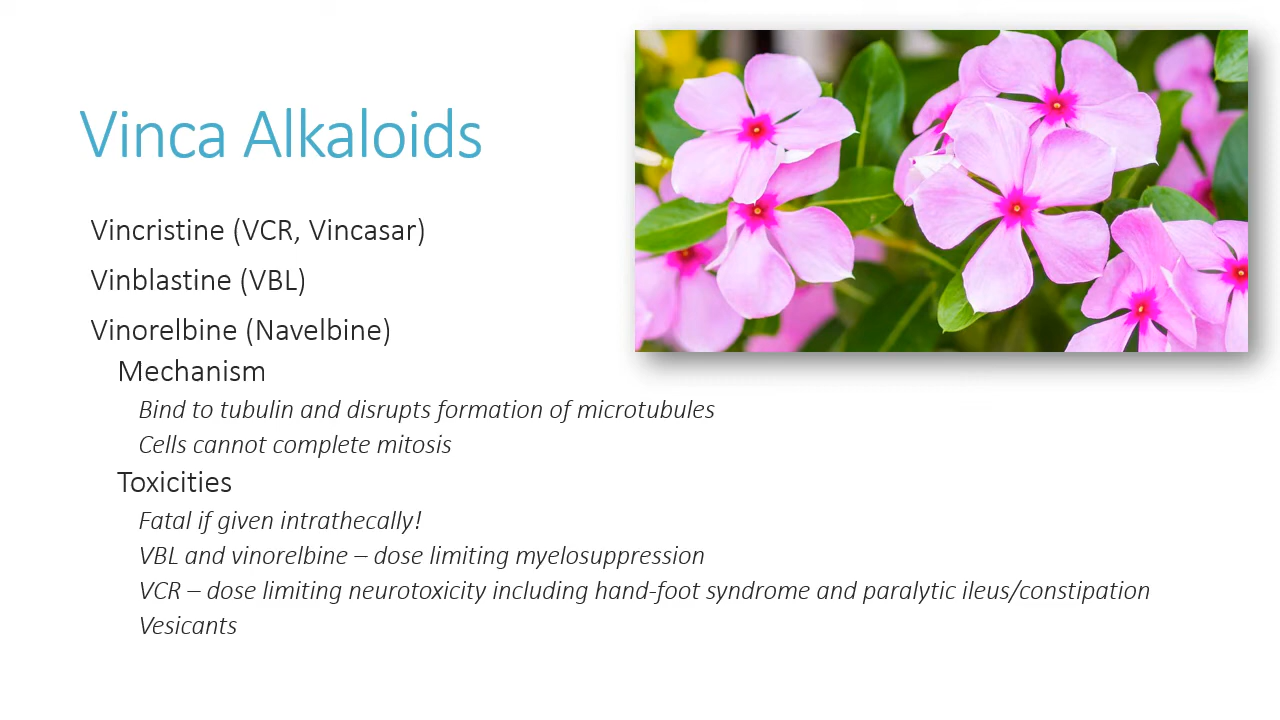 Vinca Alkaloids
Vincristine (VCR, Vincasar)
Vinblastine (VBL)
Vinorelbine (Navelbine)
Mechanism
Bind to tubulin and disrupts formation of microtubules
Cells cannot complete mitosis
Toxicities
Fatal if given intrathecally!
VBL and vinorelbine – dose limiting myelosuppression
VCR – dose limiting neurotoxicity including hand-foot syndrome and paralytic ileus/constipation
Vesicants